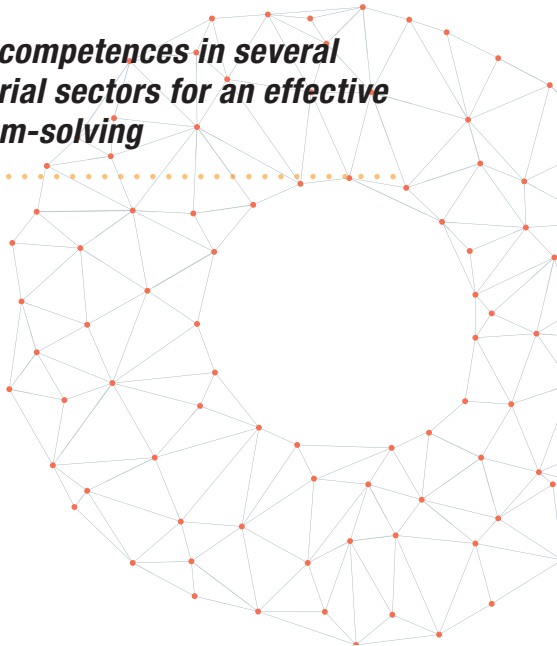 competences in several
rial sectors for an effective
m-solving